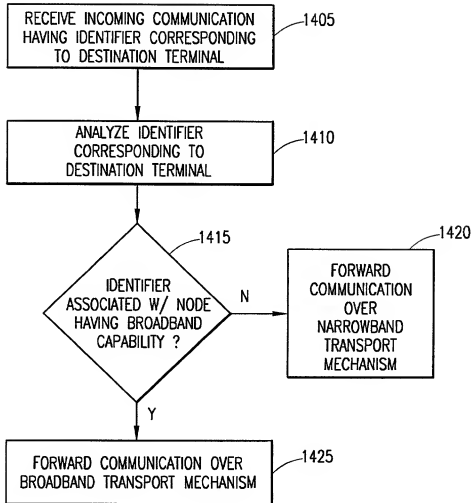 RECEIVE INCOMING COMMUNICATION
HAVING IDENTIFIER CORRESPONDING
TO DESTINATION TERMINAL
1405
ANALYZE IDENTIFIER
CORRESPONDING TO
DESTINATION TERMINAL
1410
1415
IDENTIFIER
ASSOCIATED W/ NODE
HAVING BROADBAND
CAPABILITY ?
N
1420
FORWARD
COMMUNICATION
OVER
NARROWBAND
TRANSPORT
MECHANISM
Y
FORWARD COMMUNICATION OVER
BROADBAND TRANSPORT MECHANISM
1425